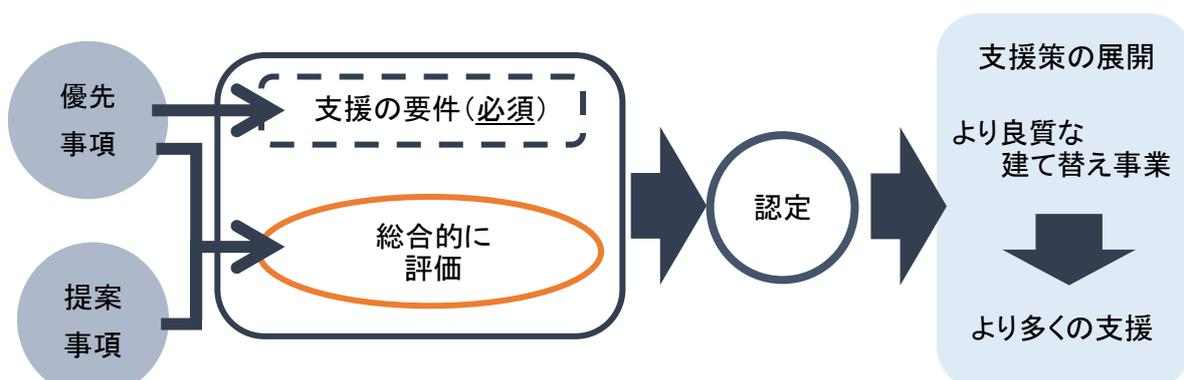 優先
事項
支援の要件（必須）
総合的に
評価
提案
事項
認定
支援策の展開
より良質な
建て替え事業
より多くの支援